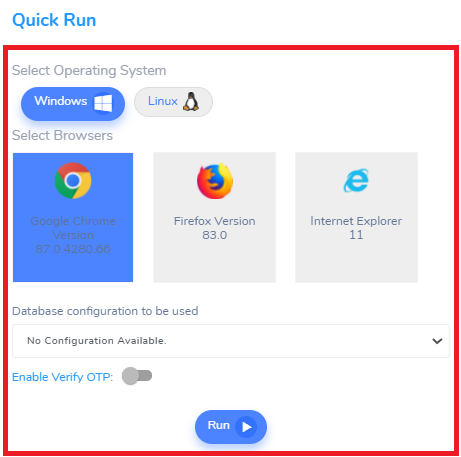 Quick Run
Select Operating System
Windows
Linux
Select Browsers
Google Chrome
Version
87.0.4280.66
Firefox Version
83.0
Internet Explorer
11
Database configuration to be used
No Configuration Available.
Enable Verify OTP:
Run